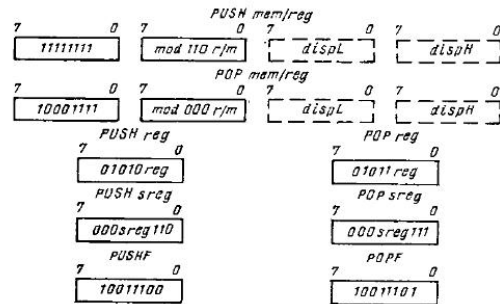 PUSH mem/reg
7 0 7 0 7 0 7 0
11111111 mod 110 r/m dispL dispH
POP mem/reg
7 0 7 0 7 0 7 0
10001111 mod 000 r/m dispL dispH
PUSH reg POP reg
7 0 7 0
01010reg 01011reg
PUSH sreg POP sreg
7 0 7 0
000sreg110 000sreg111
PUSHF POPF
7 0 7 0
10011100 10011101